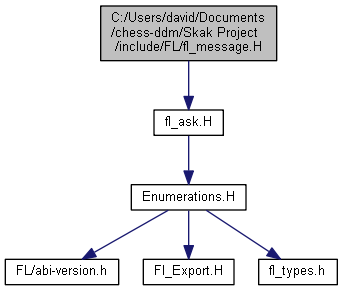 C:/Users/david/Documents
/chess-ddm/Skak Project
/include/FL/fl_message.H
fl_ask.H
Enumerations.H
FL/abi-version.h
Fl_Export.H
fl_types.h